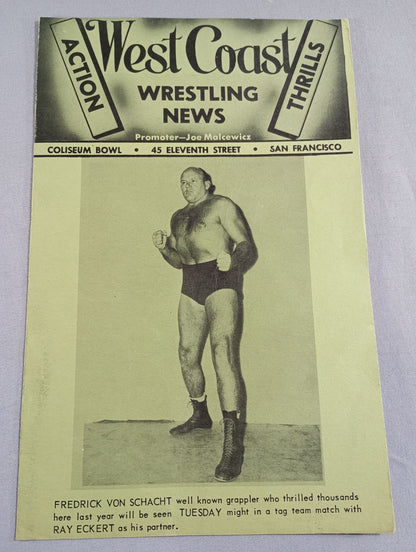 ACTION
West Coast
THRILLS
WRESTLING
NEWS
Promoter—Joe Malcewicz
COLISEUM BOWL • 45 ELEVENTH STREET • SAN FRANCISCO
FREDRICK VON SCHACHT well known grappler who thrilled thousands
here last year will be seen TUESDAY might in a tag team match with
RAY ECKERT as his partner.